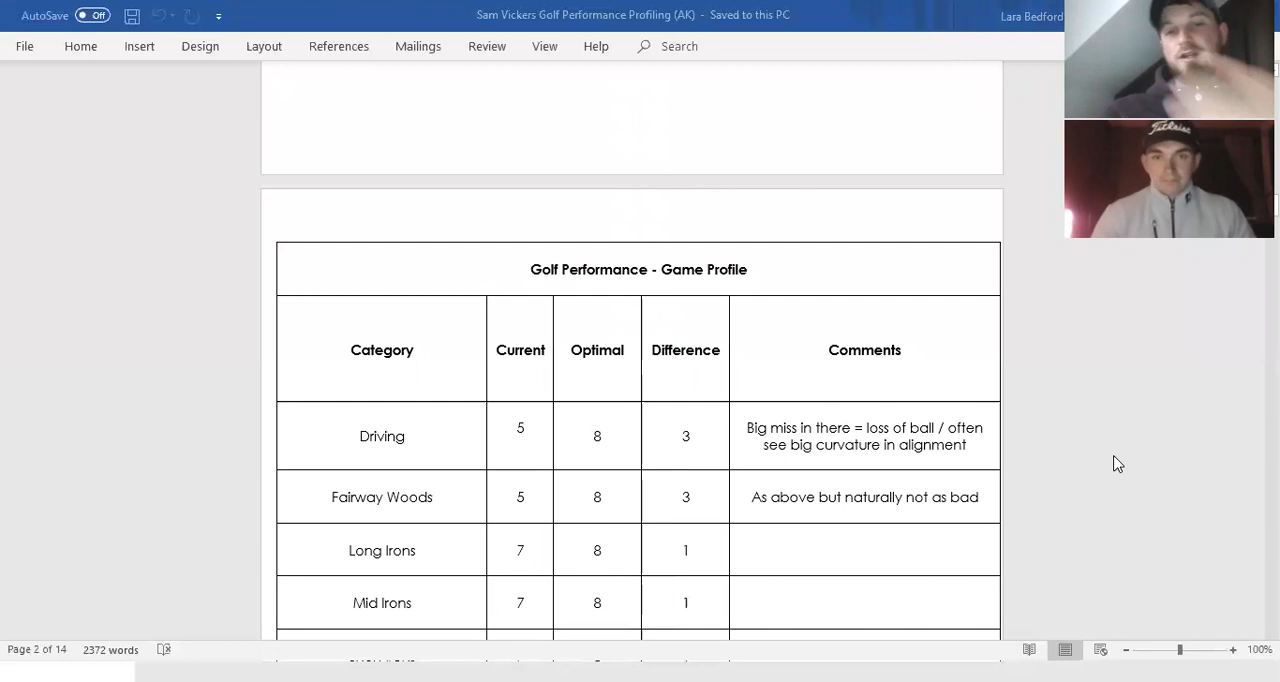 AutoSave Off Sam Vickers Golf Performance Profiling (AK) - Saved to this PC Lara Bedford
File Home Insert Design Layout References Mailings Review View Help Search
Titleist
Golf Performance - Game Profile
Category Current Optimal Difference Comments
Driving 5 8 3 Big miss in there = loss of ball / often
see big curvature in alignment
Fairway Woods 5 8 3 As above but naturally not as bad
Long Irons 7 8 1
Mid Irons 7 8 1
Page 2 of 14 2372 words 100%